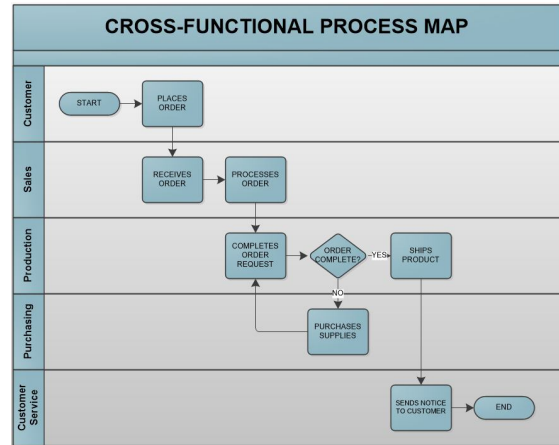 CROSS-FUNCTIONAL PROCESS MAP
Customer
START
PLACES
ORDER
Sales
RECEIVES
ORDER
PROCESSES
ORDER
Production
COMPLETES
ORDER
REQUEST
ORDER
COMPLETE?
YES
SHIPS
PRODUCT
NO
Purchasing
PURCHASES
SUPPLIES
Customer
Service
SENDS NOTICE
TO CUSTOMER
END